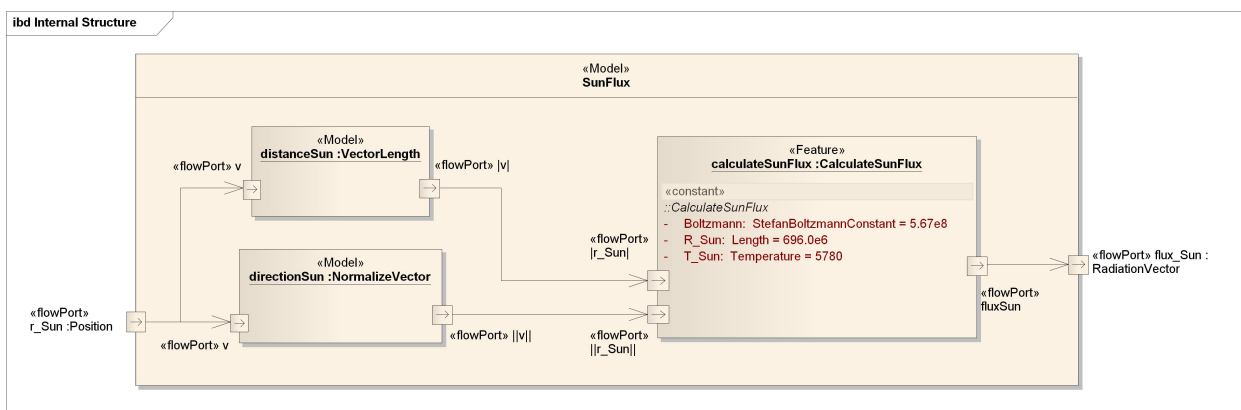 ibd Internal Structure
«Model»
SunFlux
«Model»
distanceSun :VectorLength
«flowPort» v
«flowPort» |v|
«Feature»
calculateSunFlux :CalculateSunFlux
«constant»
::CalculateSunFlux
- Boltzmann: StefanBoltzmannConstant = 5.67e8
- R_Sun: Length = 696.0e6
- T_Sun: Temperature = 5780
«flowPort»
|r_Sun|
«Model»
directionSun :NormalizeVector
«flowPort»
r_Sun :Position
«flowPort» v
«flowPort» ||v||
«flowPort»
||r_Sun||
«flowPort»
fluxSun
«flowPort» flux_Sun :
RadiationVector